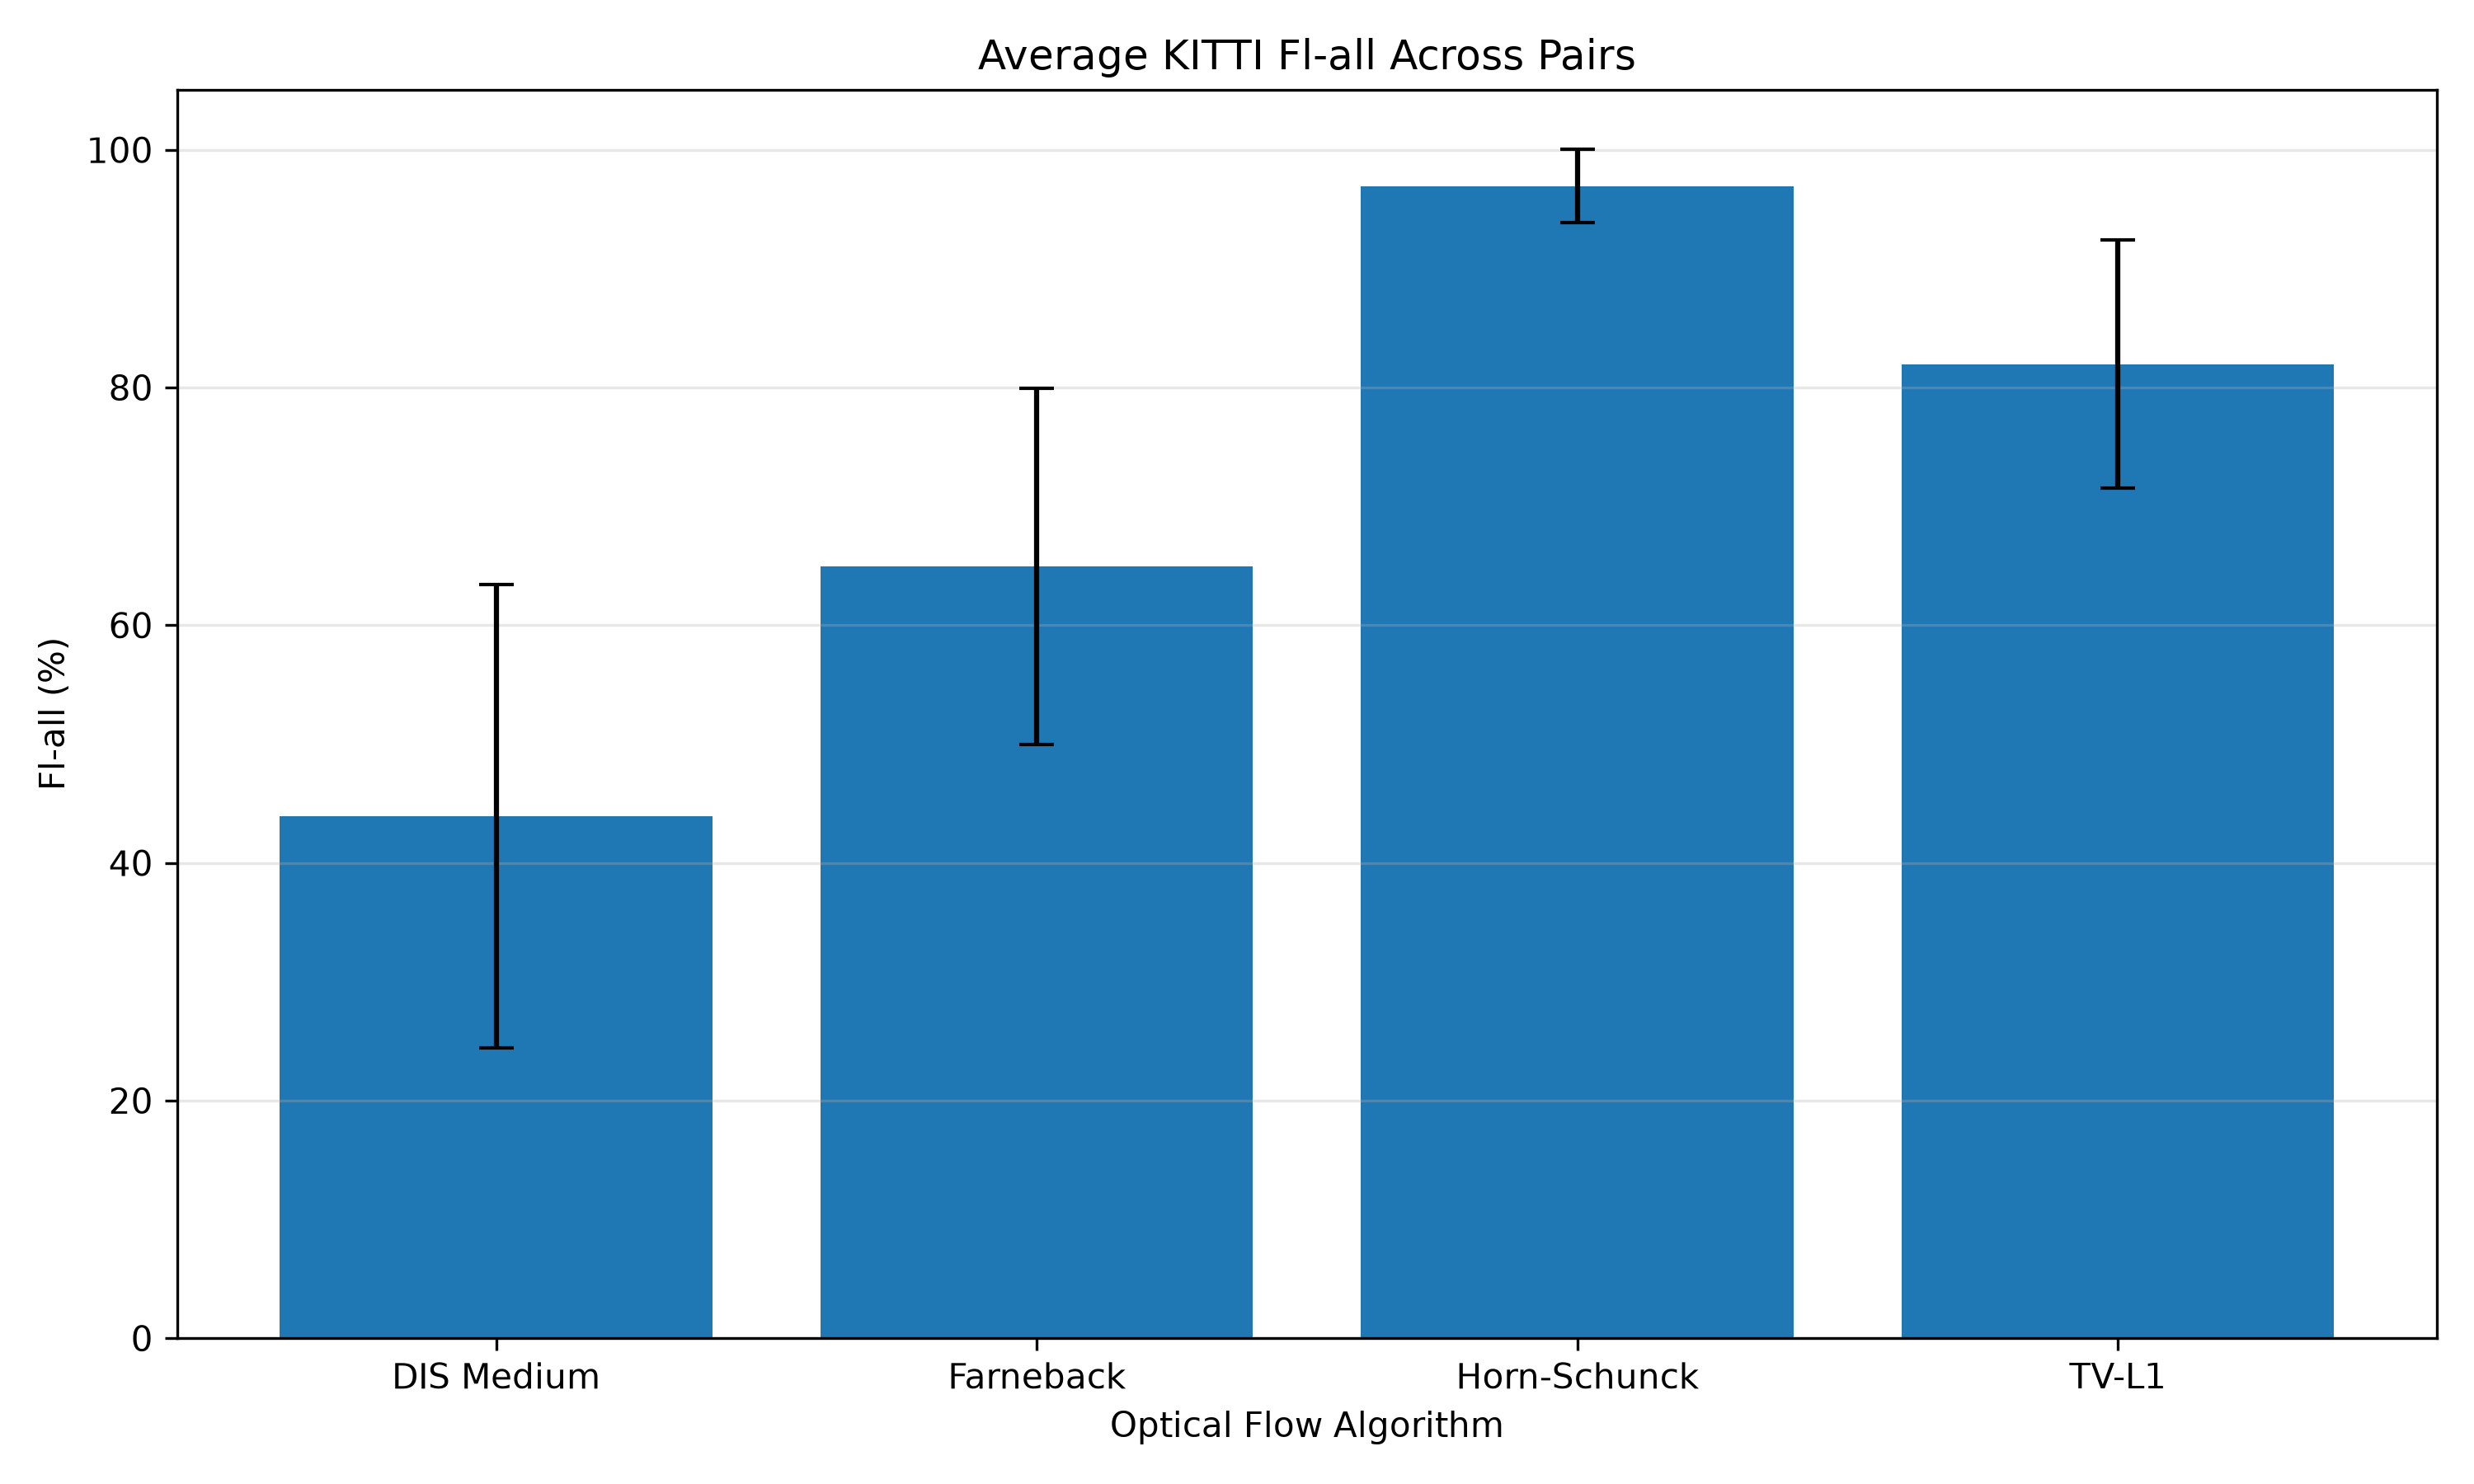 Average KITTI Fl-all Across Pairs
Fl-all (%)
100
80
60
40
20
0
DIS Medium
Farneback
Horn-Schunck
TV-L1
Optical Flow Algorithm